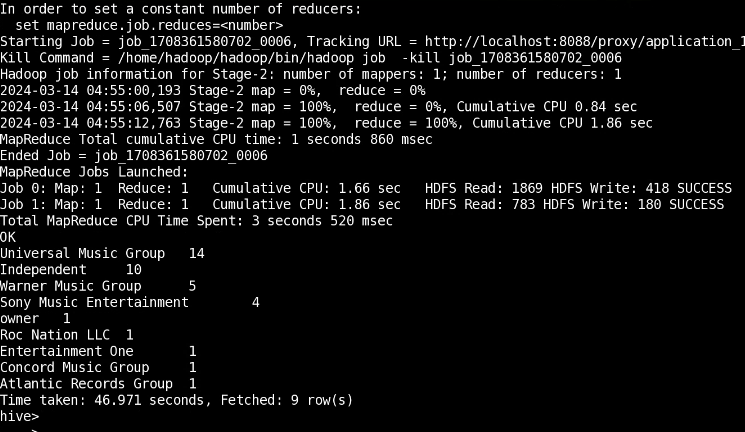 In order to set a constant number of reducers:
  set mapreduce.job.reduces=<number>
Starting Job = job_1708361580702_0006, Tracking URL = http://localhost:8088/proxy/application_1
Kill Command = /home/hadoop/hadoop/bin/hadoop job  -kill job_1708361580702_0006
Hadoop job information for Stage-2: number of mappers: 1; number of reducers: 1
2024-03-14 04:55:00,193 Stage-2 map = 0%,  reduce = 0%
2024-03-14 04:55:06,507 Stage-2 map = 100%,  reduce = 0%, Cumulative CPU 0.84 sec
2024-03-14 04:55:12,763 Stage-2 map = 100%,  reduce = 100%, Cumulative CPU 1.86 sec
MapReduce Total cumulative CPU time: 1 seconds 860 msec
Ended Job = job_1708361580702_0006
MapReduce Jobs Launched:
Job 0: Map: 1  Reduce: 1   Cumulative CPU: 1.66 sec   HDFS Read: 1869 HDFS Write: 418 SUCCESS
Job 1: Map: 1  Reduce: 1   Cumulative CPU: 1.86 sec   HDFS Read: 783 HDFS Write: 180 SUCCESS
Total MapReduce CPU Time Spent: 3 seconds 520 msec
OK
Universal Music Group	14
Independent	10
Warner Music Group	5
Sony Music Entertainment	4
owner	1
Roc Nation LLC	1
Entertainment One	1
Concord Music Group	1
Atlantic Records Group	1
Time taken: 46.971 seconds, Fetched: 9 row(s)
hive>